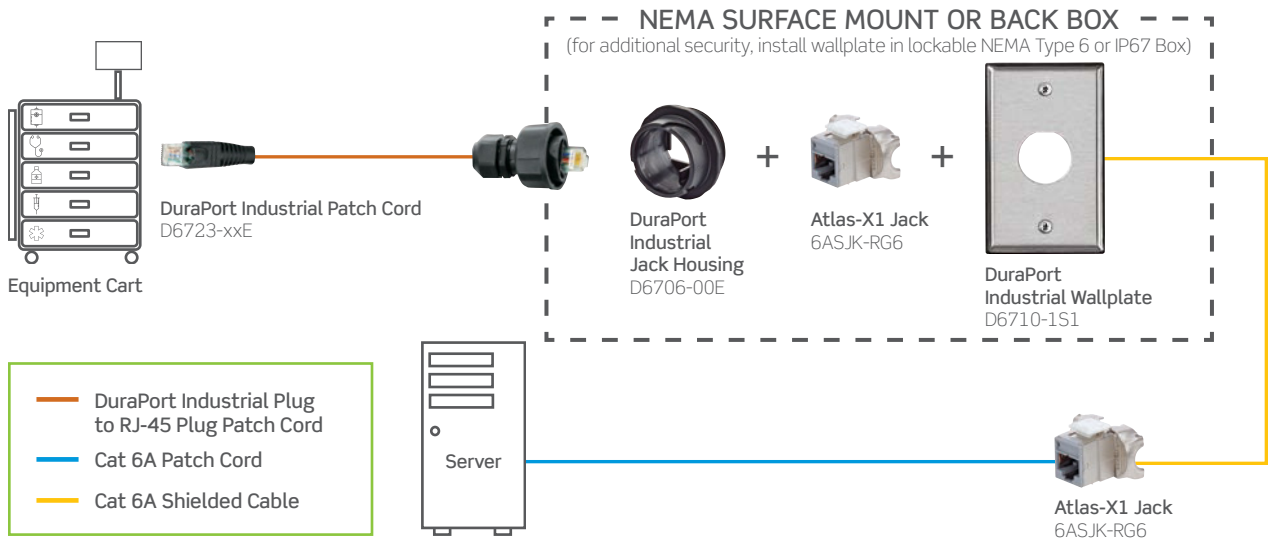 NEMA SURFACE MOUNT OR BACK BOX
(for additional security, install wallplate in lockable NEMA Type 6 or IP67 Box)
DuraPort Industrial Patch Cord
D6723-xxE
Equipment Cart
DuraPort
Industrial
Jack Housing
D6706-00E
+
Atlas-X1 Jack
6ASJK-RG6
+
DuraPort
Industrial Wallplate
D6710-1S1
DuraPort Industrial Plug
to RJ-45 Plug Patch Cord
Cat 6A Patch Cord
Cat 6A Shielded Cable
Server
Atlas-X1 Jack
6ASJK-RG6